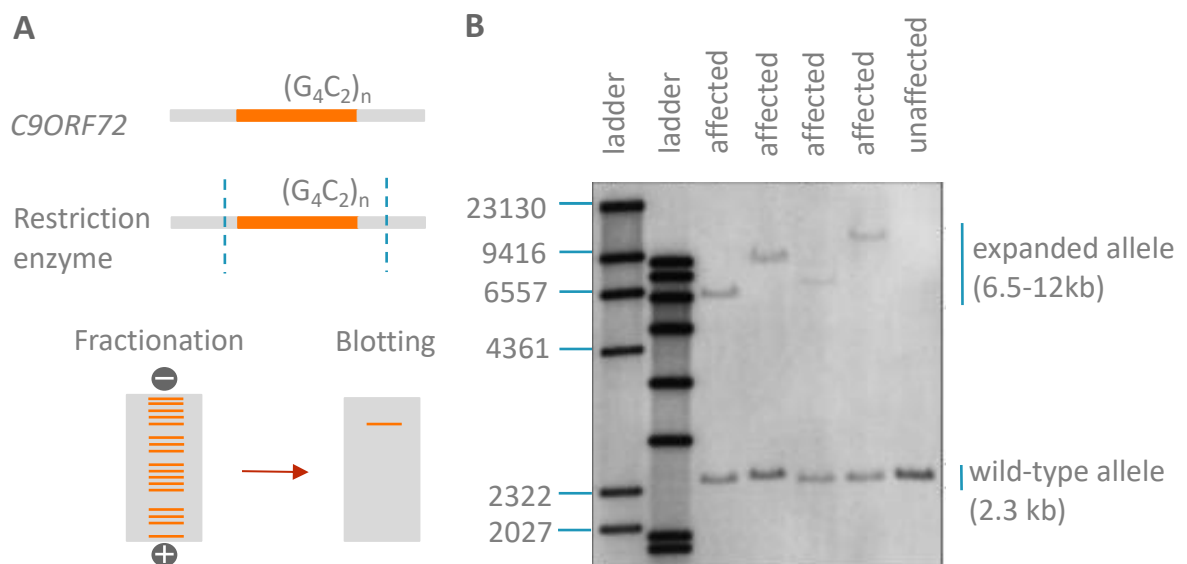 A
(G₄C₂)ₙ
C9ORF72
(G₄C₂)ₙ
Restriction
enzyme
Fractionation
Blotting
−
+
B
ladder
ladder
affected
affected
affected
affected
unaffected
23130
9416
6557
4361
2322
2027
expanded allele
(6.5-12kb)
wild-type allele
(2.3 kb)